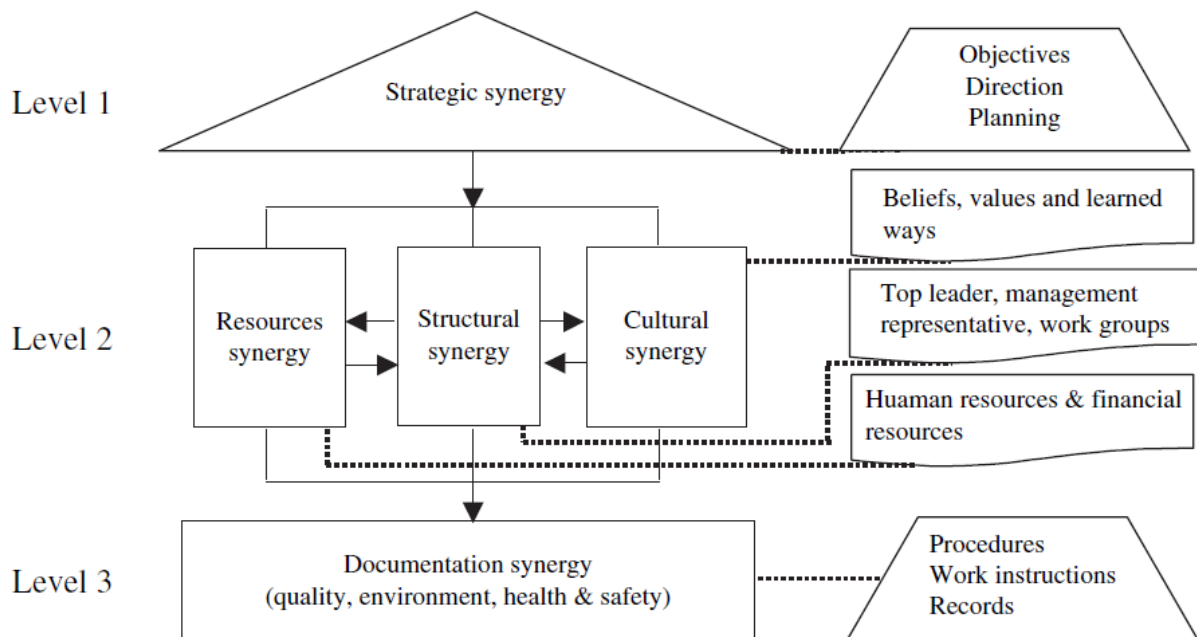 Level 1
Strategic synergy
Objectives
Direction
Planning
Level 2
Resources
synergy
Structural
synergy
Cultural
synergy
Beliefs, values and learned
ways
Top leader, management
representative, work groups
Huaman resources & financial
resources
Level 3
Documentation synergy
(quality, environment, health & safety)
Procedures
Work instructions
Records